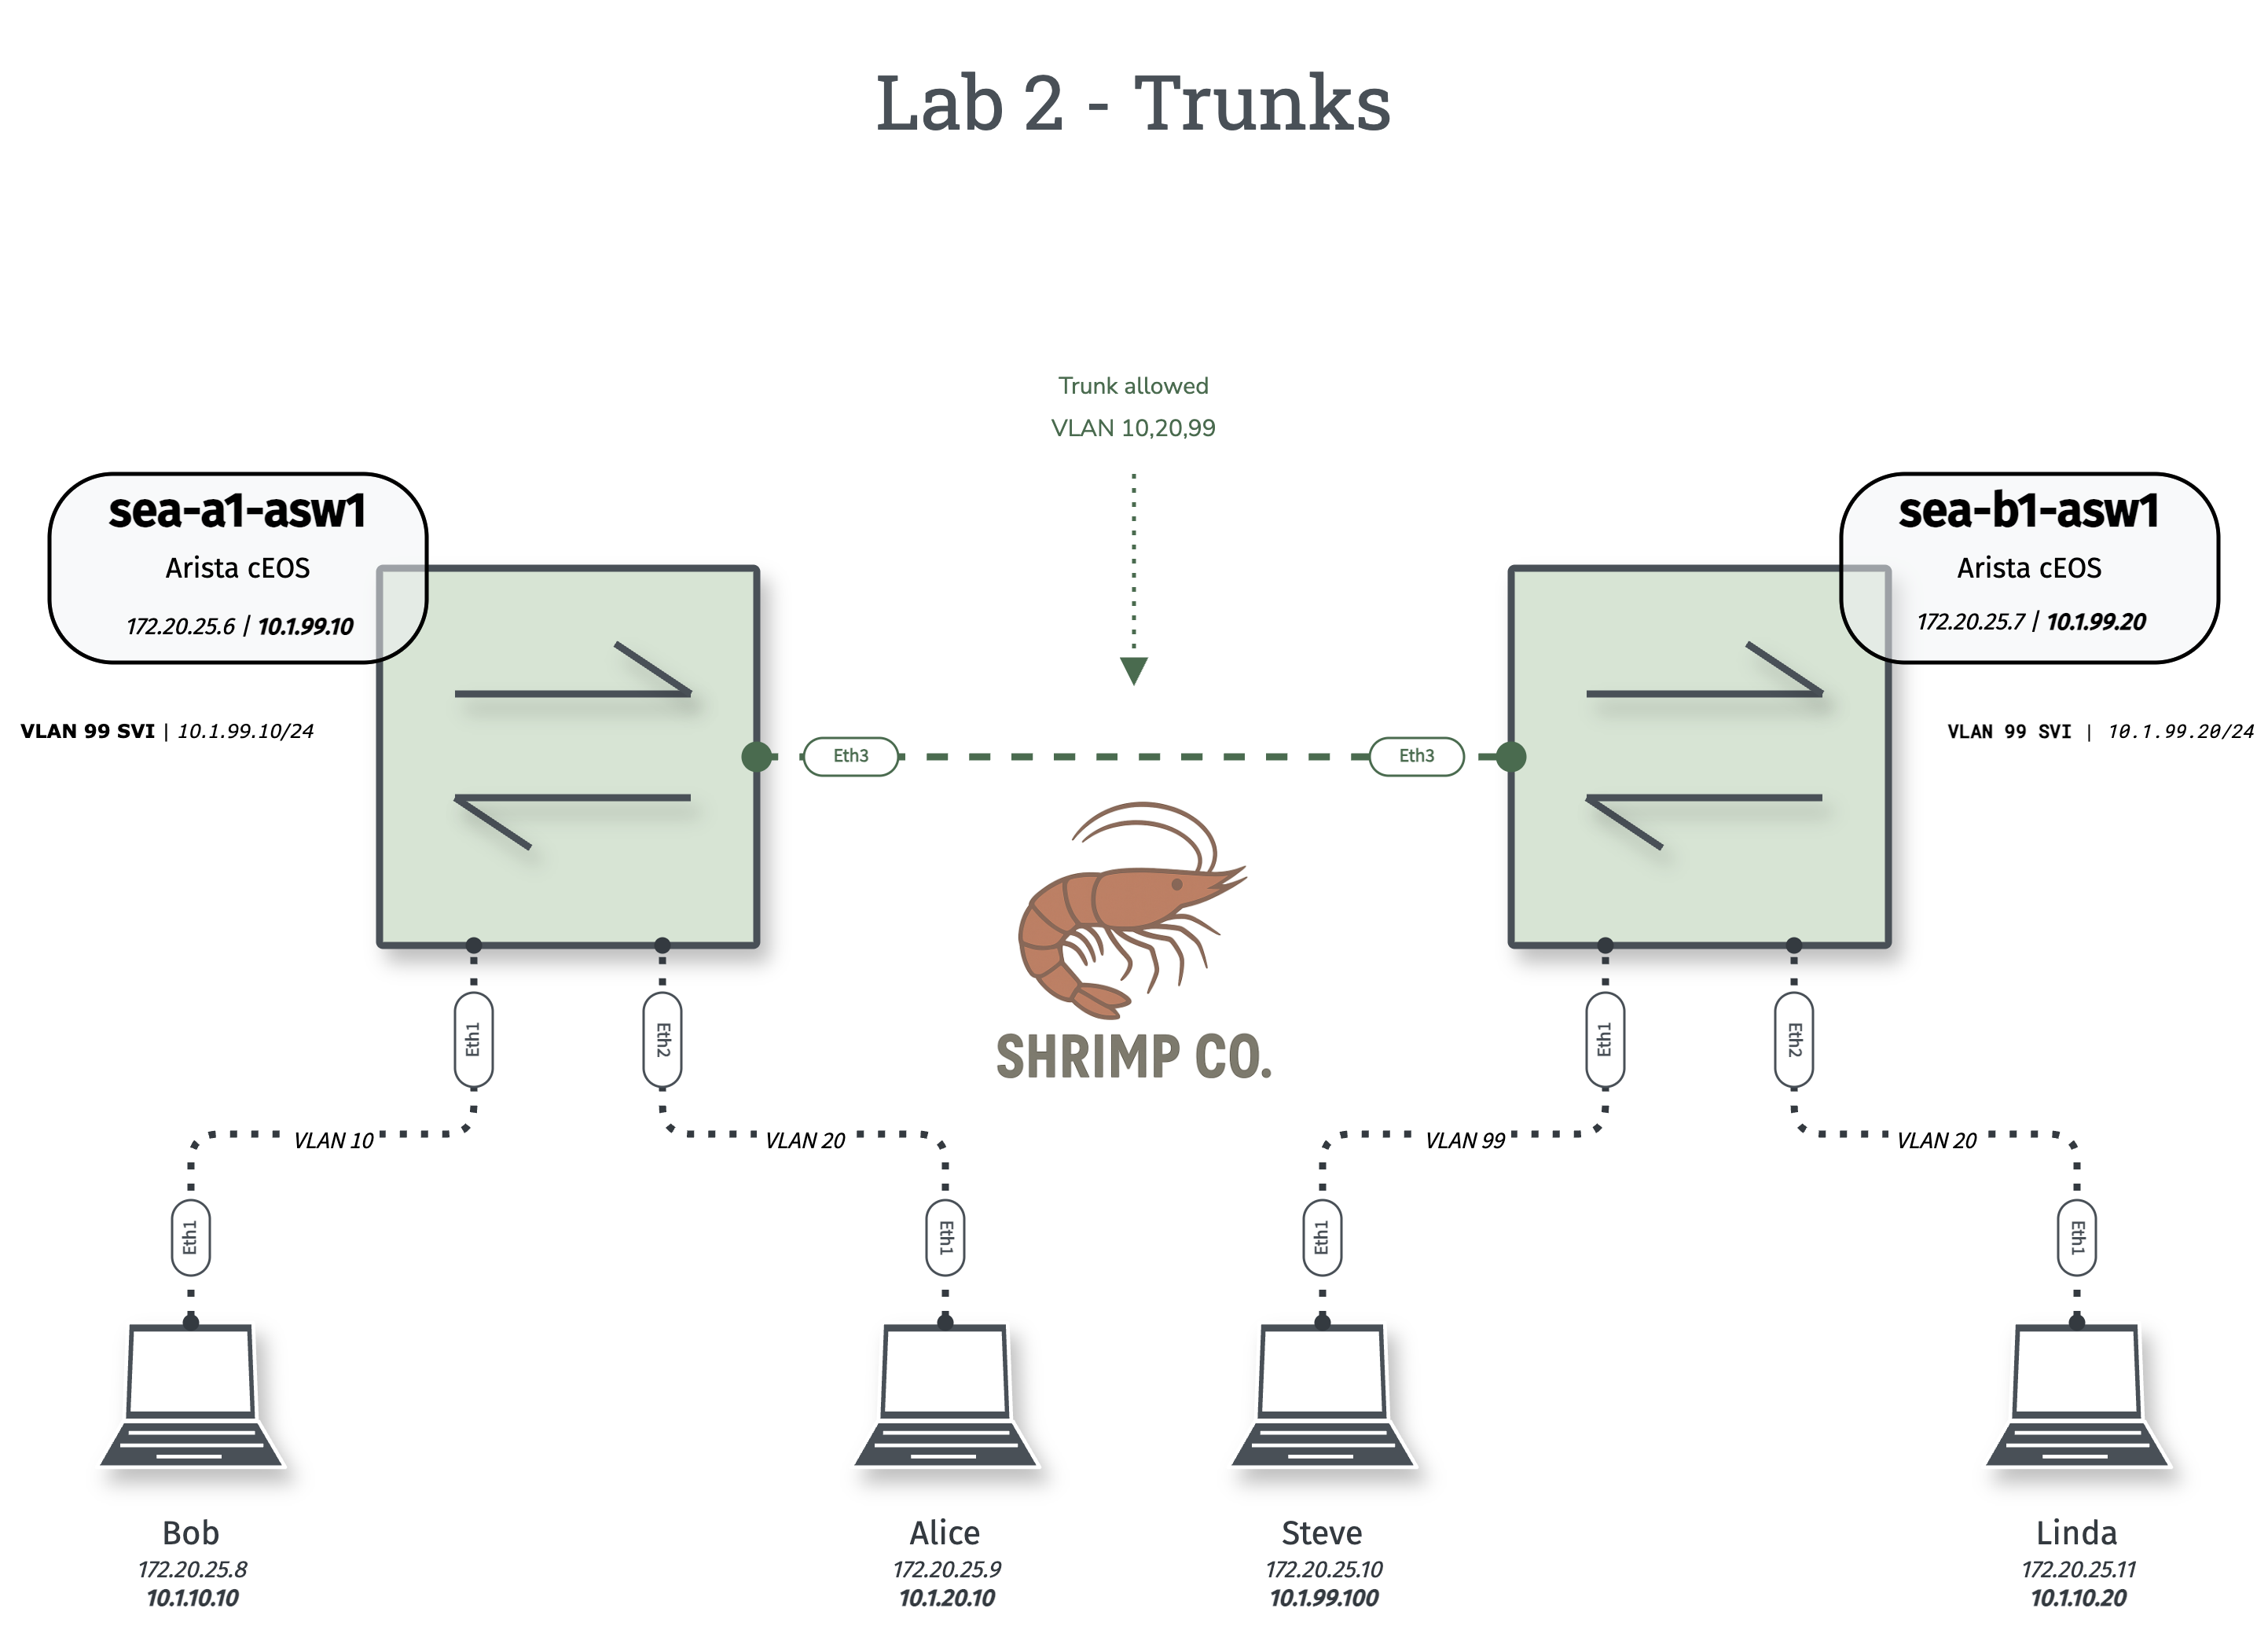 Lab 2 - Trunks
Trunk allowed
VLAN 10,20,99
sea-a1-asw1
Arista cEOS
172.20.25.6 / 10.1.99.10
sea-b1-asw1
Arista cEOS
172.20.25.7 / 10.1.99.20
VLAN 99 SVI | 10.1.99.10/24
VLAN 99 SVI | 10.1.99.20/24
Eth3
Eth3
SHRIMP CO.
Eth1
Eth2
Eth1
Eth2
VLAN 10
VLAN 20
VLAN 99
VLAN 20
Eth1
Eth1
Eth1
Eth1
Bob
172.20.25.8
10.1.10.10
Alice
172.20.25.9
10.1.20.10
Steve
172.20.25.10
10.1.99.100
Linda
172.20.25.11
10.1.10.20